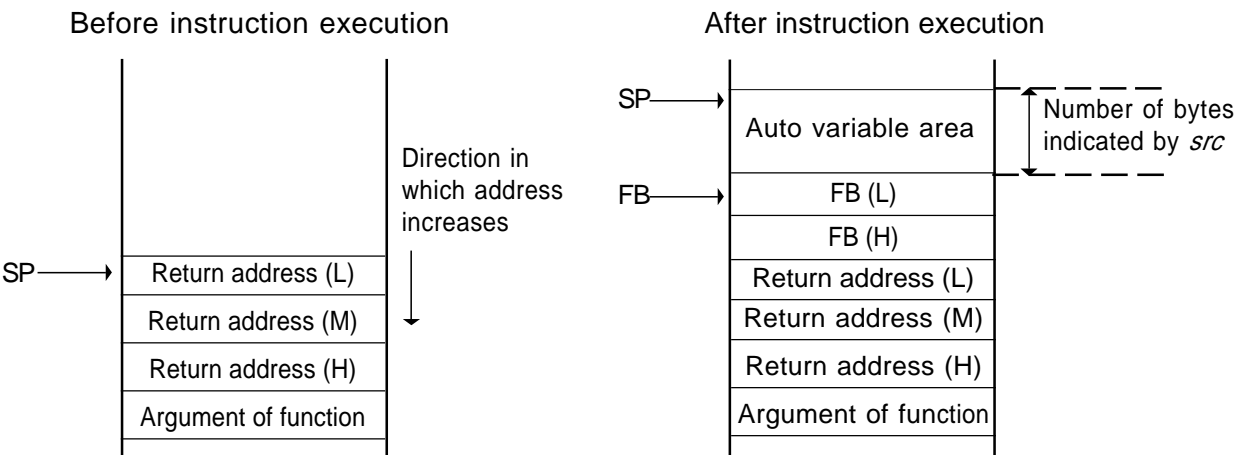 Before instruction execution
SP
Return address (L)
Return address (M)
Return address (H)
Argument of function
Direction in
which address
increases
After instruction execution
SP
Auto variable area
FB
FB (L)
FB (H)
Return address (L)
Return address (M)
Return address (H)
Argument of function
Number of bytes
indicated by src